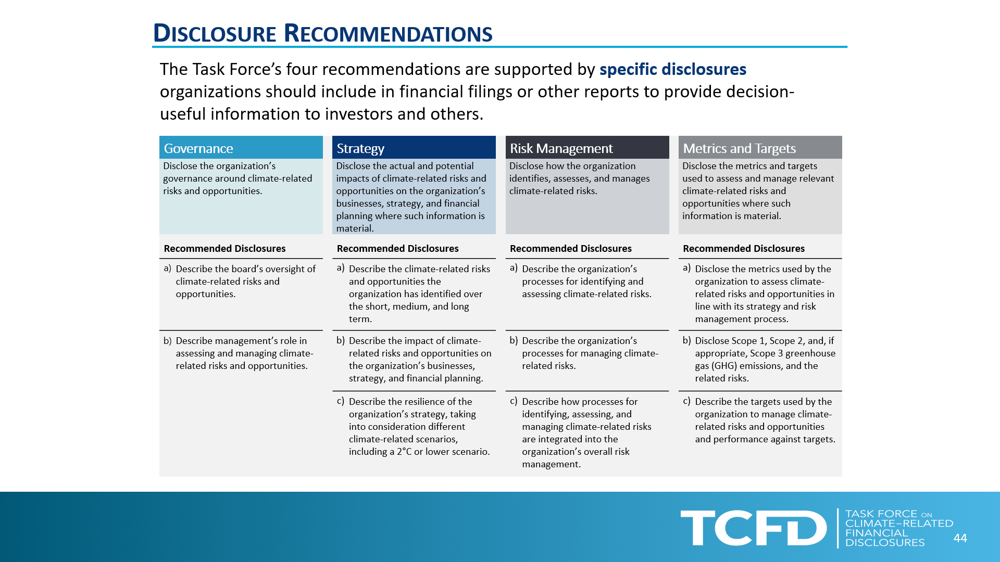 DISCLOSURE RECOMMENDATIONS
The Task Force’s four recommendations are supported by specific disclosures
organizations should include in financial filings or other reports to provide decision-
useful information to investors and others.
Governance
Disclose the organization’s
governance around climate-related
risks and opportunities.
Recommended Disclosures
a) Describe the board’s oversight of
climate-related risks and
opportunities.
b) Describe management’s role in
assessing and managing climate-
related risks and opportunities.
Strategy
Disclose the actual and potential
impacts of climate-related risks and
opportunities on the organization’s
businesses, strategy, and financial
planning where such information is
material.
Recommended Disclosures
a) Describe the climate-related risks
and opportunities the
organization has identified over
the short, medium, and long
term.
b) Describe the impact of climate-
related risks and opportunities on
the organization’s businesses,
strategy, and financial planning.
c) Describe the resilience of the
organization’s strategy, taking
into consideration different
climate-related scenarios,
including a 2°C or lower scenario.
Risk Management
Disclose how the organization
identifies, assesses, and manages
climate-related risks.
Recommended Disclosures
a) Describe the organization’s
processes for identifying and
assessing climate-related risks.
b) Describe the organization’s
processes for managing climate-
related risks.
c) Describe how processes for
identifying, assessing, and
managing climate-related risks
are integrated into the
organization’s overall risk
management.
Metrics and Targets
Disclose the metrics and targets
used to assess and manage relevant
climate-related risks and
opportunities where such
information is material.
Recommended Disclosures
a) Disclose the metrics used by the
organization to assess climate-
related risks and opportunities in
line with its strategy and risk
management process.
b) Disclose Scope 1, Scope 2, and, if
appropriate, Scope 3 greenhouse
gas (GHG) emissions, and the
related risks.
c) Describe the targets used by the
organization to manage climate-
related risks and opportunities
and performance against targets.
TCFD
TASK FORCE ON
CLIMATE-RELATED
FINANCIAL
DISCLOSURES
44